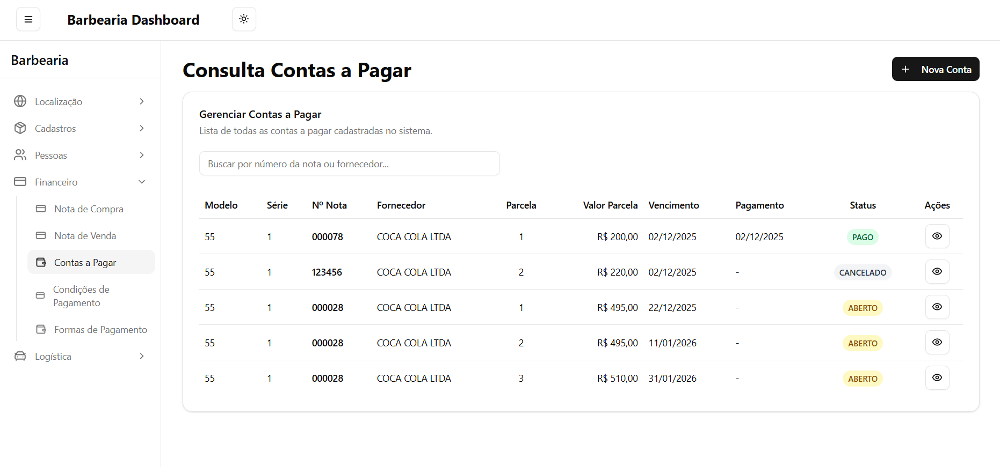 Barbearia Dashboard
Barbearia
Localização
Cadastros
Pessoas
Financeiro
Nota de Compra
Nota de Venda
Contas a Pagar
Condições de
Pagamento
Formas de Pagamento
Logística
Consulta Contas a Pagar
+ Nova Conta
Gerenciar Contas a Pagar
Lista de todas as contas a pagar cadastradas no sistema.
Buscar por número da nota ou fornecedor...
Modelo Série Nº Nota Fornecedor Parcela Valor Parcela Vencimento Pagamento Status Ações
55 1 000078 COCA COLA LTDA 1 R$ 200,00 02/12/2025 02/12/2025 PAGO
55 1 123456 COCA COLA LTDA 2 R$ 220,00 02/12/2025 - CANCELADO
55 1 000028 COCA COLA LTDA 1 R$ 495,00 22/12/2025 - ABERTO
55 1 000028 COCA COLA LTDA 2 R$ 495,00 11/01/2026 - ABERTO
55 1 000028 COCA COLA LTDA 3 R$ 510,00 31/01/2026 - ABERTO